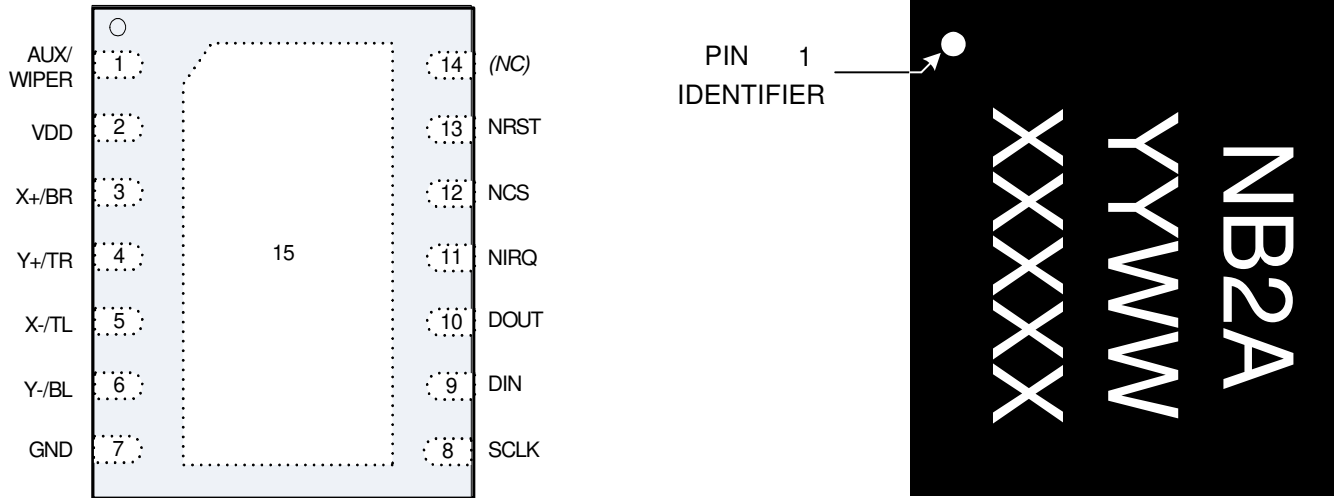 AUX/
WIPER
1
VDD
2
X+/BR
3
Y+/TR
4
X-/TL
5
Y-/BL
6
GND
7
15
14
(NC)
13
NRST
12
NCS
11
NIRQ
10
DOUT
9
DIN
8
SCLK
PIN 1
IDENTIFIER
NB2A
YYWW
XXXXX